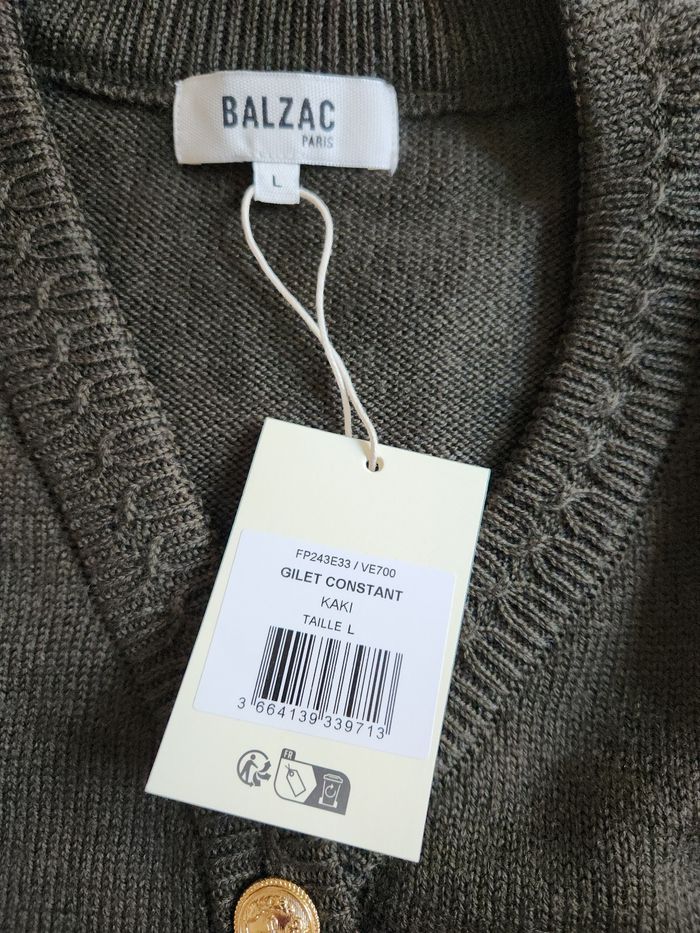 BALZAC
PARIS
L
FP243E33 / VE700
GILET CONSTANT
KAKI
TAILLE L
3 664139 339713
FR